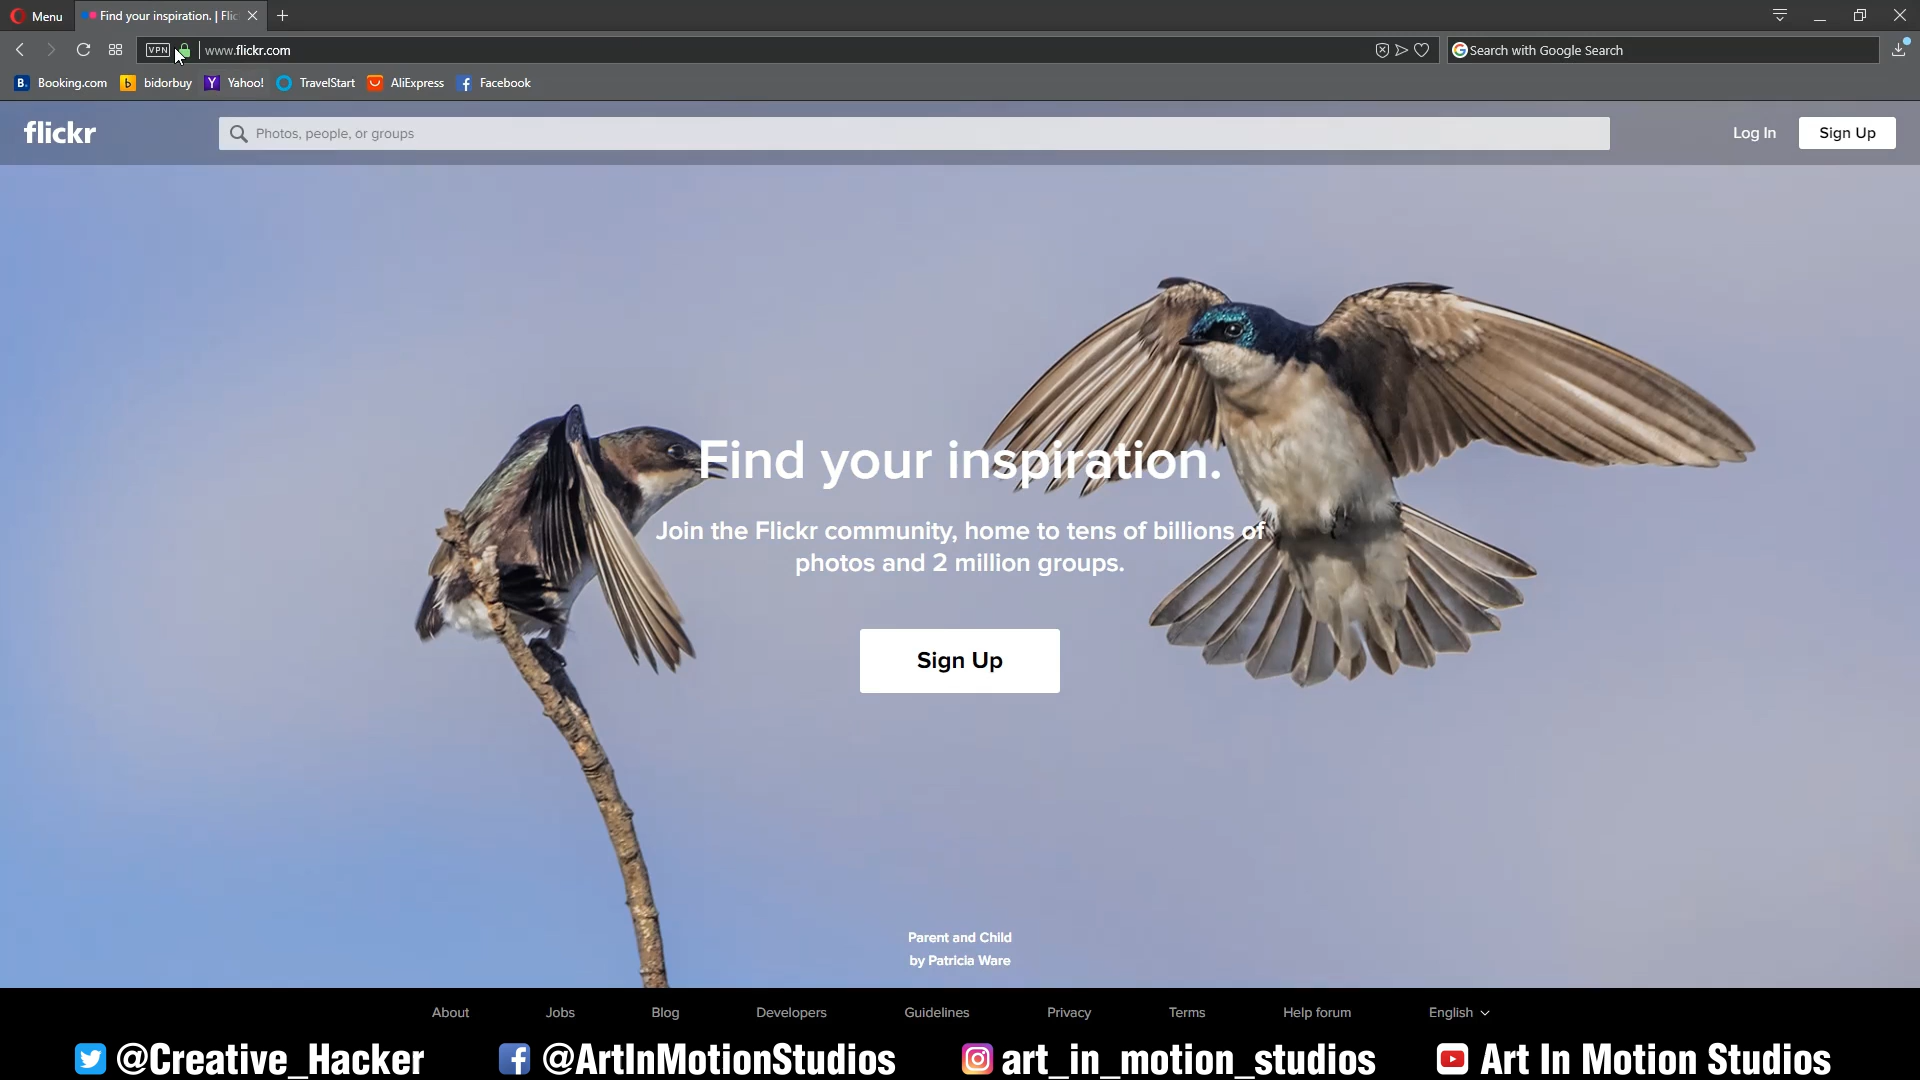 Menu
Find your inspiration. | Flic
VPN
www.flickr.com
Search with Google Search
Booking.com
bidorbuy
Yahoo!
TravelStart
AliExpress
Facebook
flickr
Photos, people, or groups
Log In
Sign Up
Find your inspiration.
Join the Flickr community, home to tens of billions of
photos and 2 million groups.
Sign Up
Parent and Child
by Patricia Ware
About
Jobs
Blog
Developers
Guidelines
Privacy
Terms
Help forum
English
@Creative_Hacker
@ArtInMotionStudios
art_in_motion_studios
Art In Motion Studios